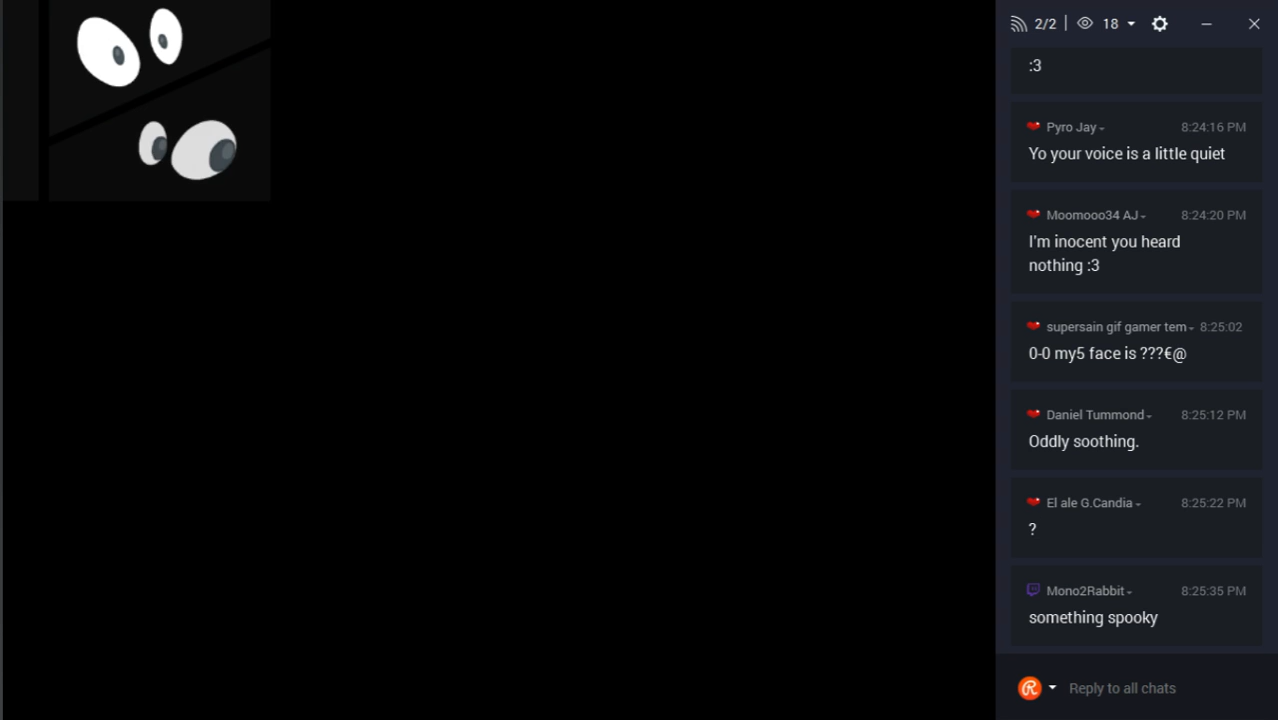 2/2 | 18
:3
Pyro Jay 8:24:16 PM
Yo your voice is a little quiet
Moomooo34 AJ 8:24:20 PM
I'm inocent you heard
nothing :3
supersain gif gamer tem 8:25:02
0-0 my5 face is ???€@
Daniel Tummond 8:25:12 PM
Oddly soothing.
El ale G.Candia 8:25:22 PM
?
Mono2Rabbit 8:25:35 PM
something spooky
Reply to all chats